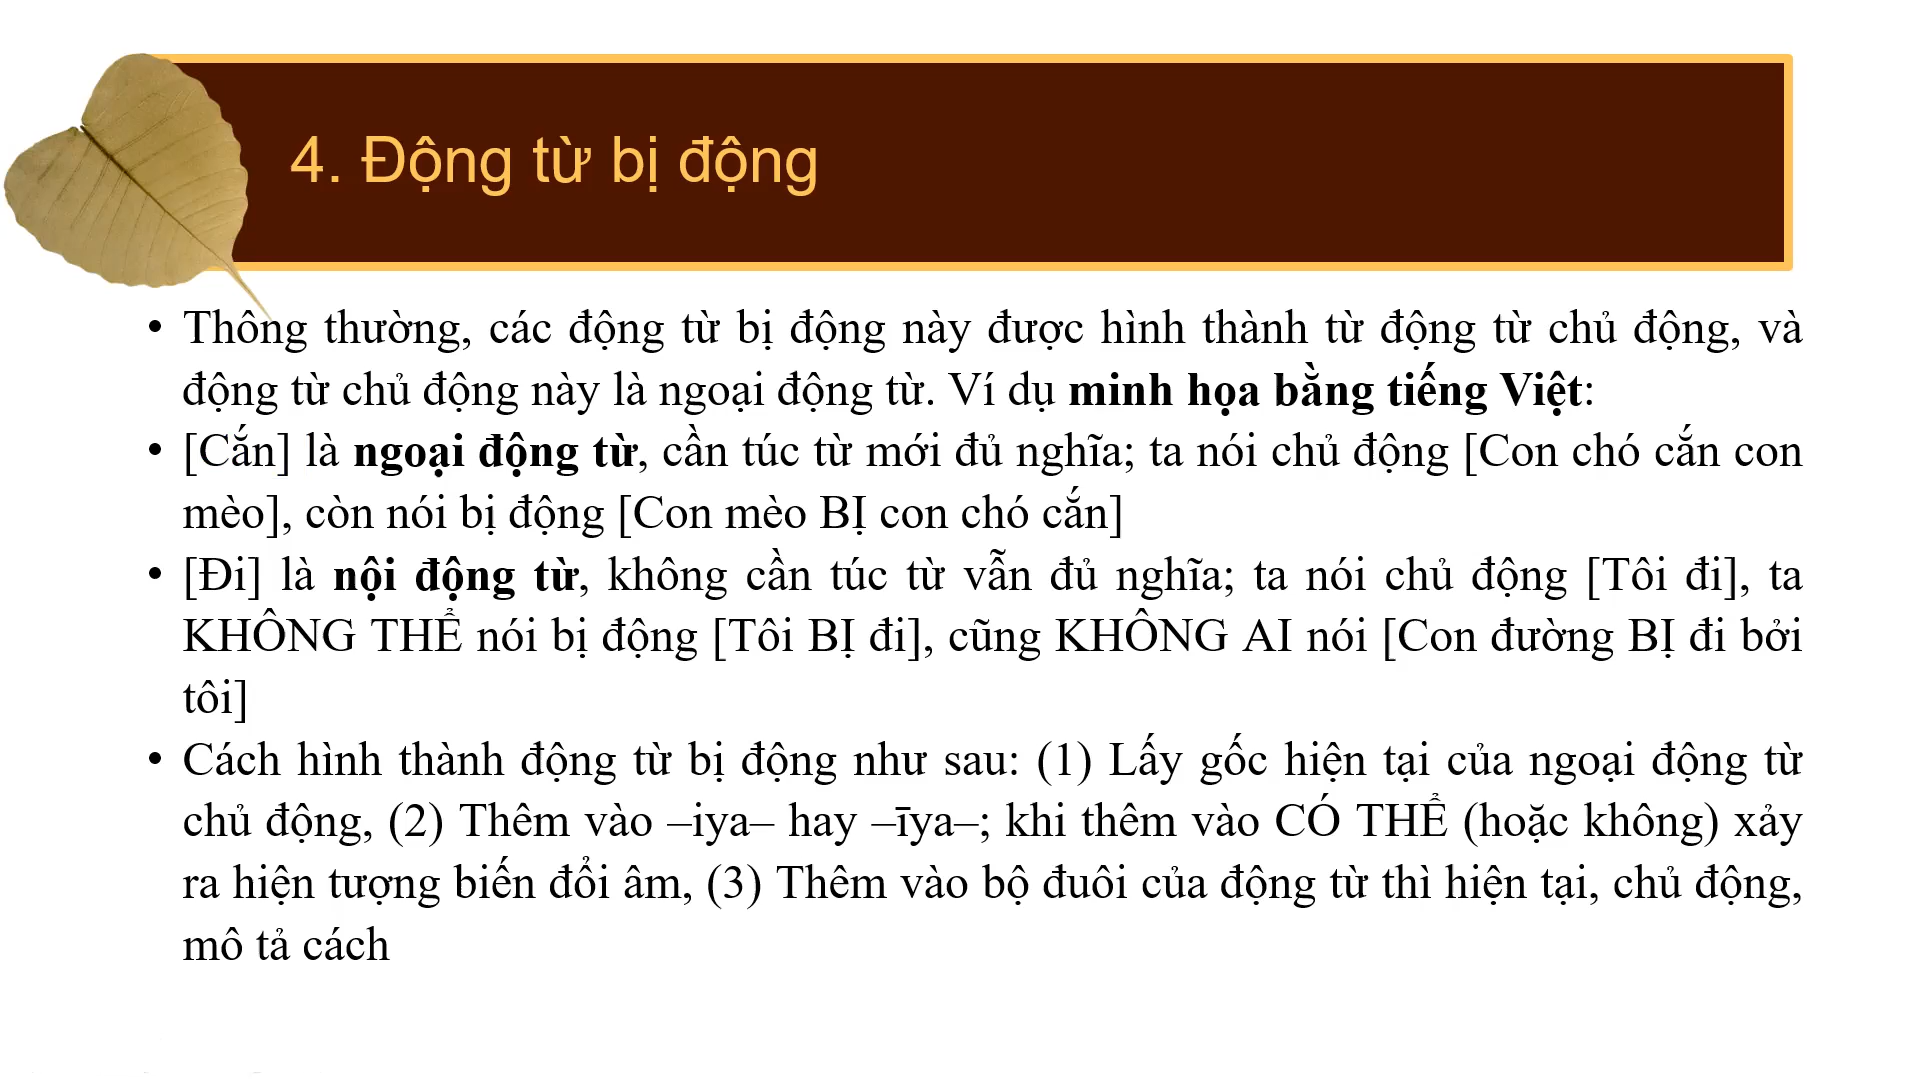 4. Động từ bị động
• Thông thường, các động từ bị động này được hình thành từ động từ chủ động, và
động từ chủ động này là ngoại động từ. Ví dụ minh họa bằng tiếng Việt:
• [Cắn] là ngoại động từ, cần túc từ mới đủ nghĩa; ta nói chủ động [Con chó cắn con
mèo], còn nói bị động [Con mèo BỊ con chó cắn]
• [Đi] là nội động từ, không cần túc từ vẫn đủ nghĩa; ta nói chủ động [Tôi đi], ta
KHÔNG THỂ nói bị động [Tôi BỊ đi], cũng KHÔNG AI nói [Con đường BỊ đi bởi
tôi]
• Cách hình thành động từ bị động như sau: (1) Lấy gốc hiện tại của ngoại động từ
chủ động, (2) Thêm vào –iya– hay –īya–; khi thêm vào CÓ THỂ (hoặc không) xảy
ra hiện tượng biến đổi âm, (3) Thêm vào bộ đuôi của động từ thì hiện tại, chủ động,
mô tả cách